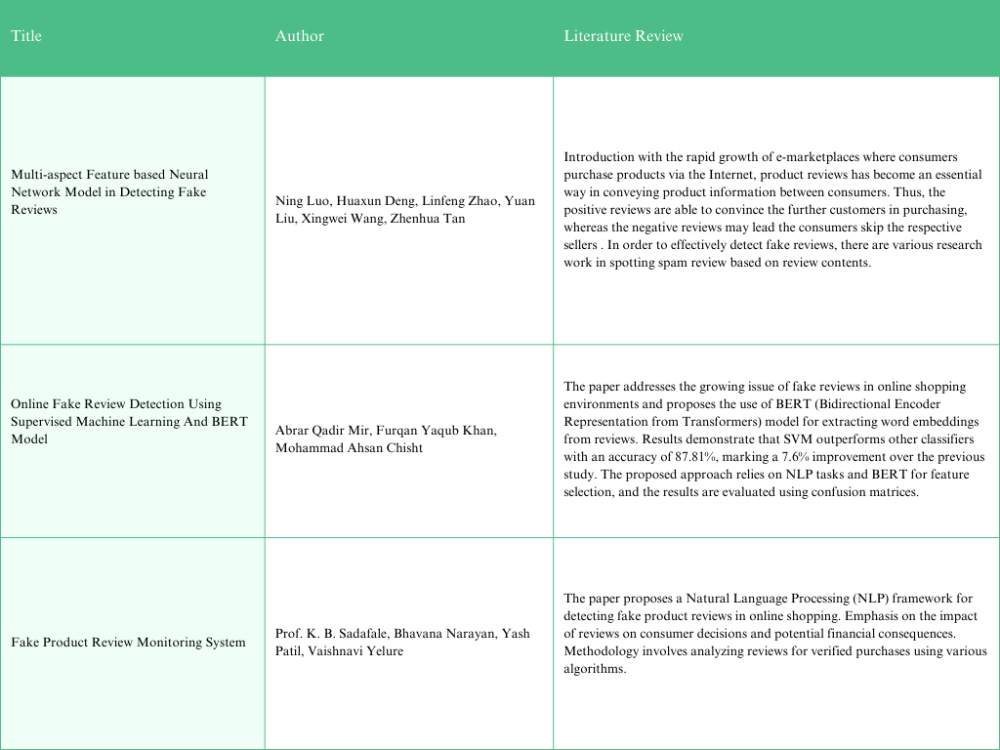 Title
Author
Literature Review
Multi-aspect Feature based Neural
Network Model in Detecting Fake
Reviews
Ning Luo, Huaxun Deng, Linfeng Zhao, Yuan
Liu, Xingwei Wang, Zhenhua Tan
Introduction with the rapid growth of e-marketplaces where consumers
purchase products via the Internet, product reviews has become an essential
way in conveying product information between consumers. Thus, the
positive reviews are able to convince the further customers in purchasing,
whereas the negative reviews may lead the consumers skip the respective
sellers . In order to effectively detect fake reviews, there are various research
work in spotting spam review based on review contents.
Online Fake Review Detection Using
Supervised Machine Learning And BERT
Model
Abrar Qadir Mir, Furqan Yaqub Khan,
Mohammad Ahsan Chisht
The paper addresses the growing issue of fake reviews in online shopping
environments and proposes the use of BERT (Bidirectional Encoder
Representation from Transformers) model for extracting word embeddings
from reviews. Results demonstrate that SVM outperforms other classifiers
with an accuracy of 87.81%, marking a 7.6% improvement over the previous
study. The proposed approach relies on NLP tasks and BERT for feature
selection, and the results are evaluated using confusion matrices.
Fake Product Review Monitoring System
Prof. K. B. Sadafale, Bhavana Narayan, Yash
Patil, Vaishnavi Yelure
The paper proposes a Natural Language Processing (NLP) framework for
detecting fake product reviews in online shopping. Emphasis on the impact
of reviews on consumer decisions and potential financial consequences.
Methodology involves analyzing reviews for verified purchases using various
algorithms.